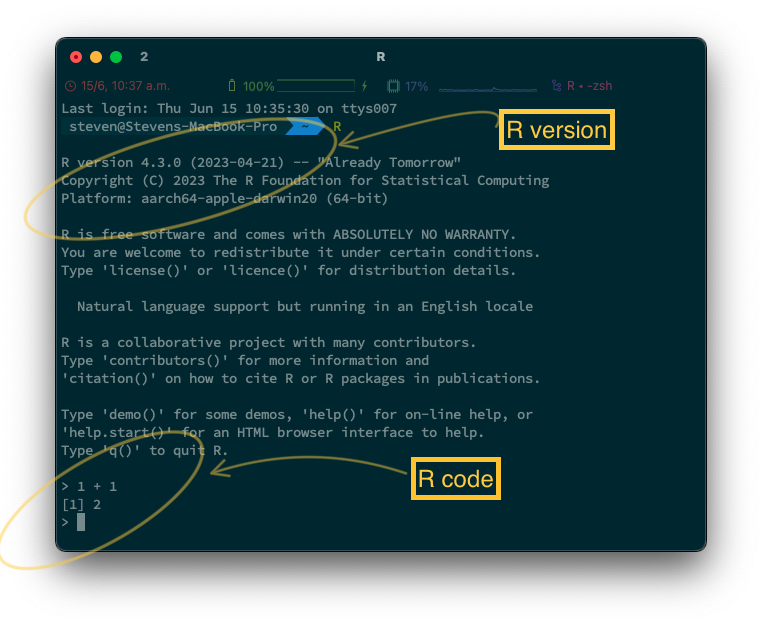 2 R
15/6, 10:37 a.m. 100% 17% R • -zsh
Last login: Thu Jun 15 10:35:30 on ttys007
steven@Stevens-MacBook-Pro ~ R
R version
R version 4.3.0 (2023-04-21) -- "Already Tomorrow"
Copyright (C) 2023 The R Foundation for Statistical Computing
Platform: aarch64-apple-darwin20 (64-bit)
R is free software and comes with ABSOLUTELY NO WARRANTY.
You are welcome to redistribute it under certain conditions.
Type 'license()' or 'licence()' for distribution details.
Natural language support but running in an English locale
R is a collaborative project with many contributors.
Type 'contributors()' for more information and
'citation()' on how to cite R or R packages in publications.
Type 'demo()' for some demos, 'help()' for on-line help, or
'help.start()' for an HTML browser interface to help.
Type 'q()' to quit R.
R code
> 1 + 1
[1] 2
>